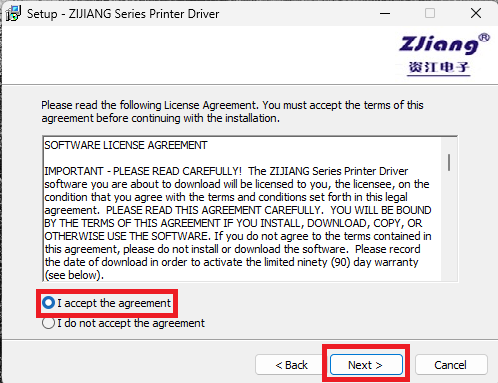 Setup - ZIJIANG Series Printer Driver
ZJiang®
资江电子
Please read the following License Agreement. You must accept the terms of this
agreement before continuing with the installation.
SOFTWARE LICENSE AGREEMENT
IMPORTANT - PLEASE READ CAREFULLY!  The ZIJIANG Series Printer Driver
software you are about to download will be licensed to you, the licensee, on the
condition that you agree with the terms and conditions set forth in this legal
agreement.  PLEASE READ THIS AGREEMENT CAREFULLY.  YOU WILL BE BOUND
BY THE TERMS OF THIS AGREEMENT IF YOU INSTALL, DOWNLOAD, COPY, OR
OTHERWISE USE THE SOFTWARE. If you do not agree to the terms contained in
this agreement, please do not install or download the software.  Please record
the date of download in order to activate the limited ninety (90) day warranty
(see below).
I accept the agreement
I do not accept the agreement
< Back
Next >
Cancel